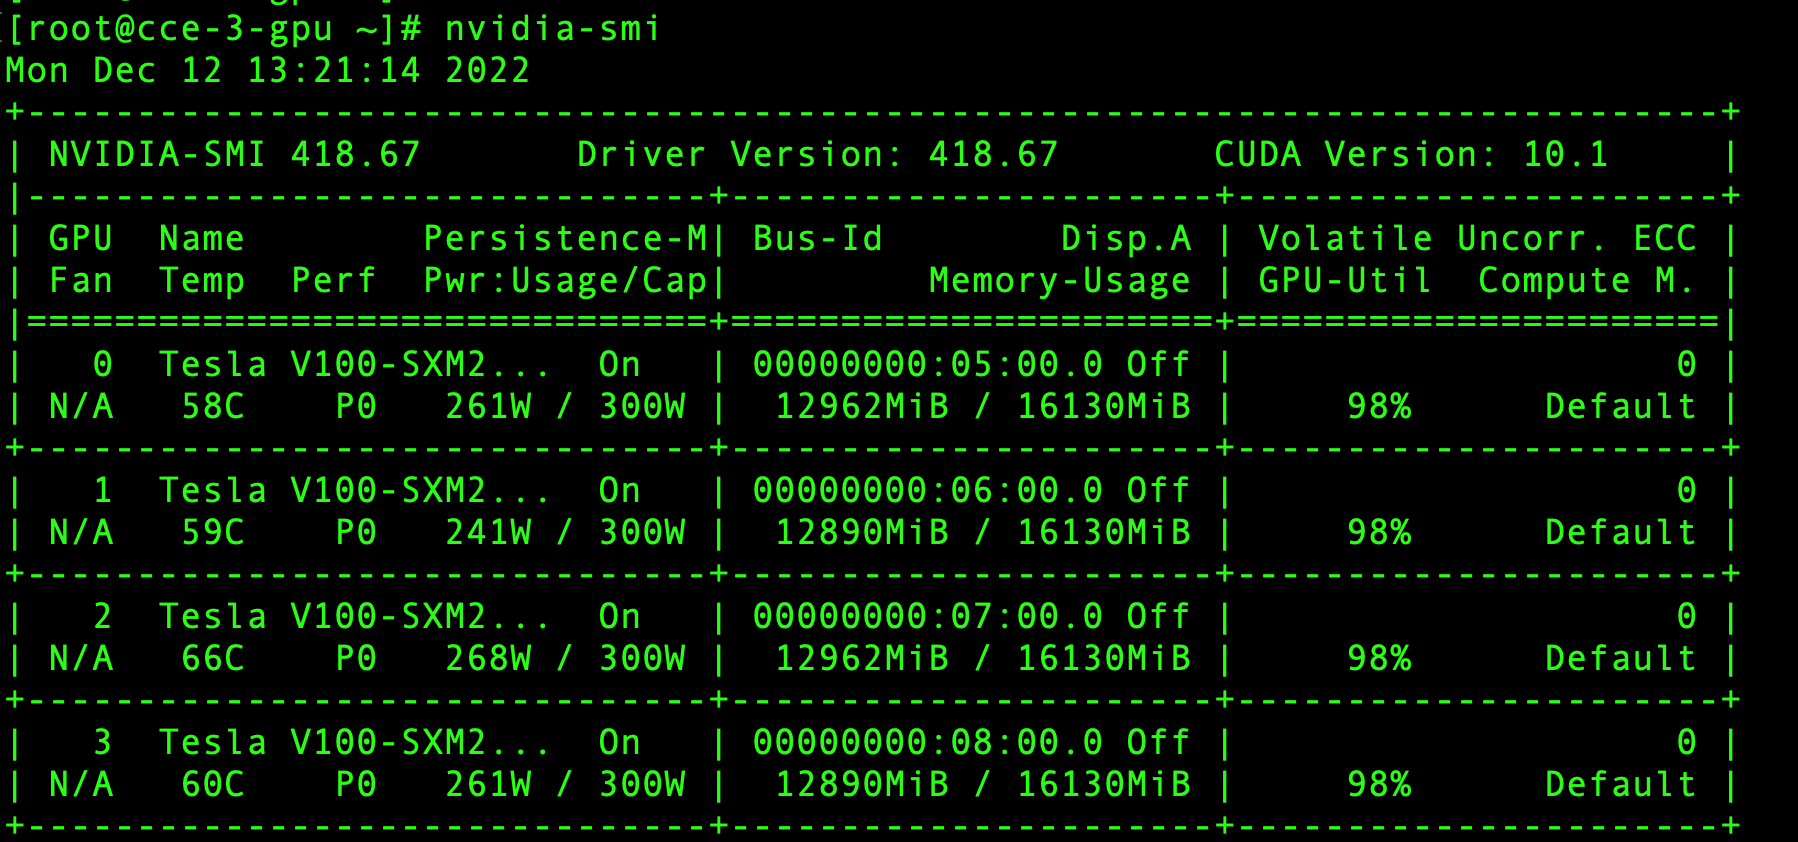 [root@cce-3-gpu ~]# nvidia-smi
Mon Dec 12 13:21:14 2022
+-----------------------------------------------------------------------------+
| NVIDIA-SMI 418.67       Driver Version: 418.67       CUDA Version: 10.1     |
|-------------------------------+----------------------+----------------------+
| GPU  Name        Persistence-M| Bus-Id        Disp.A | Volatile Uncorr. ECC |
| Fan  Temp  Perf  Pwr:Usage/Cap|         Memory-Usage | GPU-Util  Compute M. |
|===============================+======================+======================|
|   0  Tesla V100-SXM2...  On   | 00000000:05:00.0 Off |                    0 |
| N/A   58C    P0   261W / 300W |  12962MiB / 16130MiB |     98%      Default |
+-------------------------------+----------------------+----------------------+
|   1  Tesla V100-SXM2...  On   | 00000000:06:00.0 Off |                    0 |
| N/A   59C    P0   241W / 300W |  12890MiB / 16130MiB |     98%      Default |
+-------------------------------+----------------------+----------------------+
|   2  Tesla V100-SXM2...  On   | 00000000:07:00.0 Off |                    0 |
| N/A   66C    P0   268W / 300W |  12962MiB / 16130MiB |     98%      Default |
+-------------------------------+----------------------+----------------------+
|   3  Tesla V100-SXM2...  On   | 00000000:08:00.0 Off |                    0 |
| N/A   60C    P0   261W / 300W |  12890MiB / 16130MiB |     98%      Default |
+-------------------------------+----------------------+----------------------+